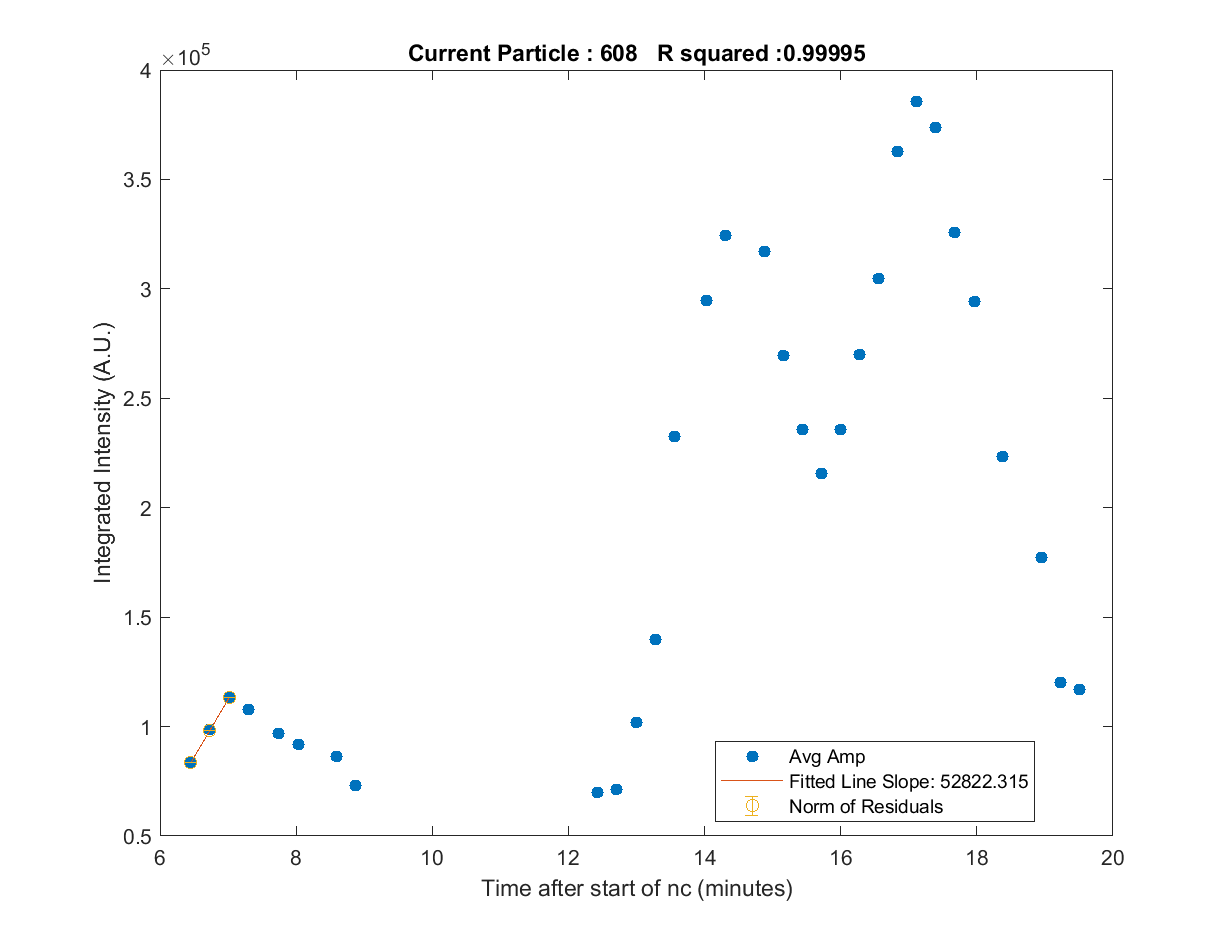 Current Particle : 608   R squared :0.99995
×10^5
4
3.5
3
2.5
2
1.5
1
0.5
Integrated Intensity (A.U.)
6 8 10 12 14 16 18 20
Time after start of nc (minutes)
Avg Amp
Fitted Line Slope: 52822.315
Norm of Residuals